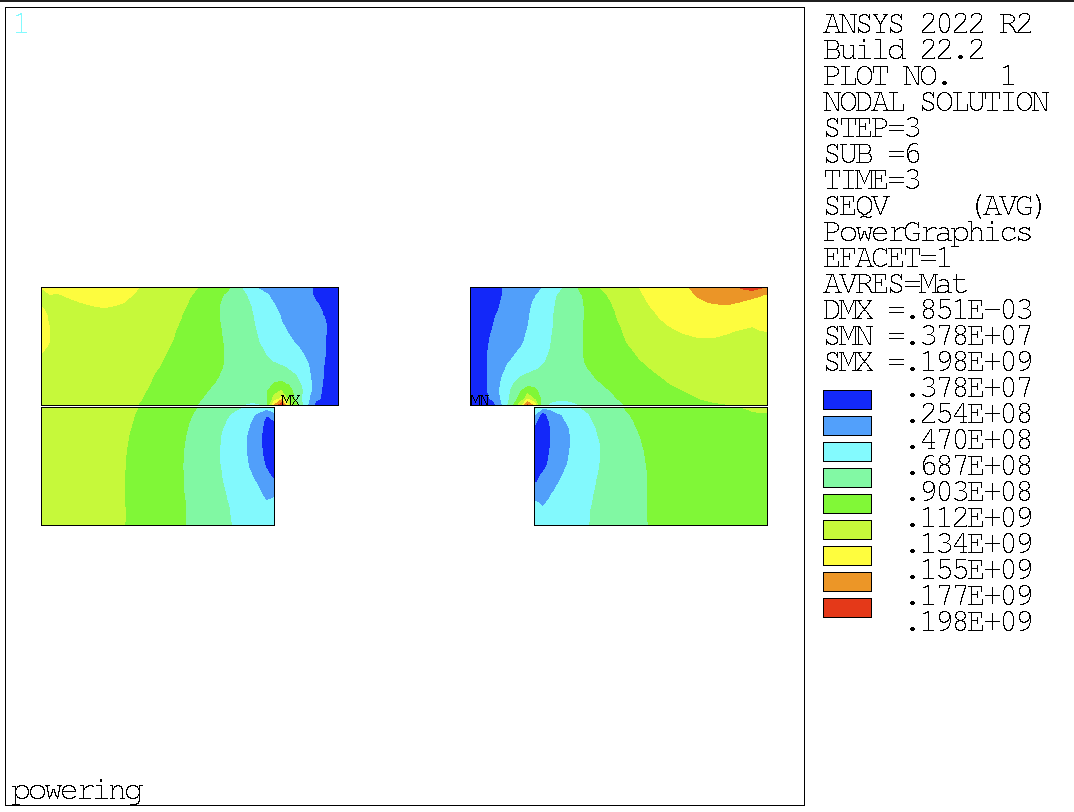 1
ANSYS 2022 R2
Build 22.2
PLOT NO. 1
NODAL SOLUTION
STEP=3
SUB =6
TIME=3
SEQV (AVG)
PowerGraphics
EFACET=1
AVRES=Mat
DMX =.851E-03
SMN =.378E+07
SMX =.198E+09
.378E+07
.254E+08
.470E+08
.687E+08
.903E+08
.112E+09
.134E+09
.155E+09
.177E+09
.198E+09
MX
MN
powering